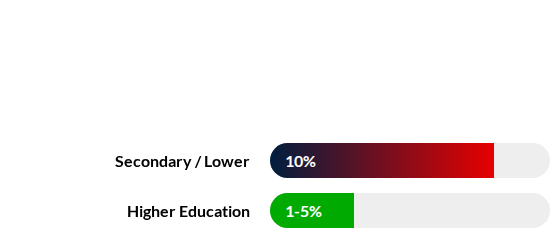 Secondary / Lower 10%
Higher Education 1-5%